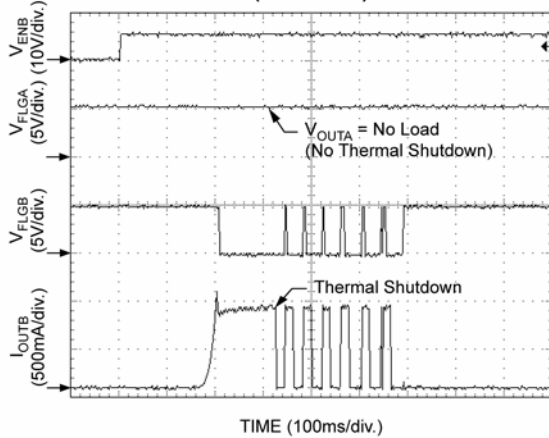 V_ENB
(10V/div.)
V_FLGA
(5V/div.)
V_OUTA = No Load
(No Thermal Shutdown)
V_FLGB
(5V/div.)
Thermal Shutdown
I_OUTB
(500mA/div.)
TIME (100ms/div.)